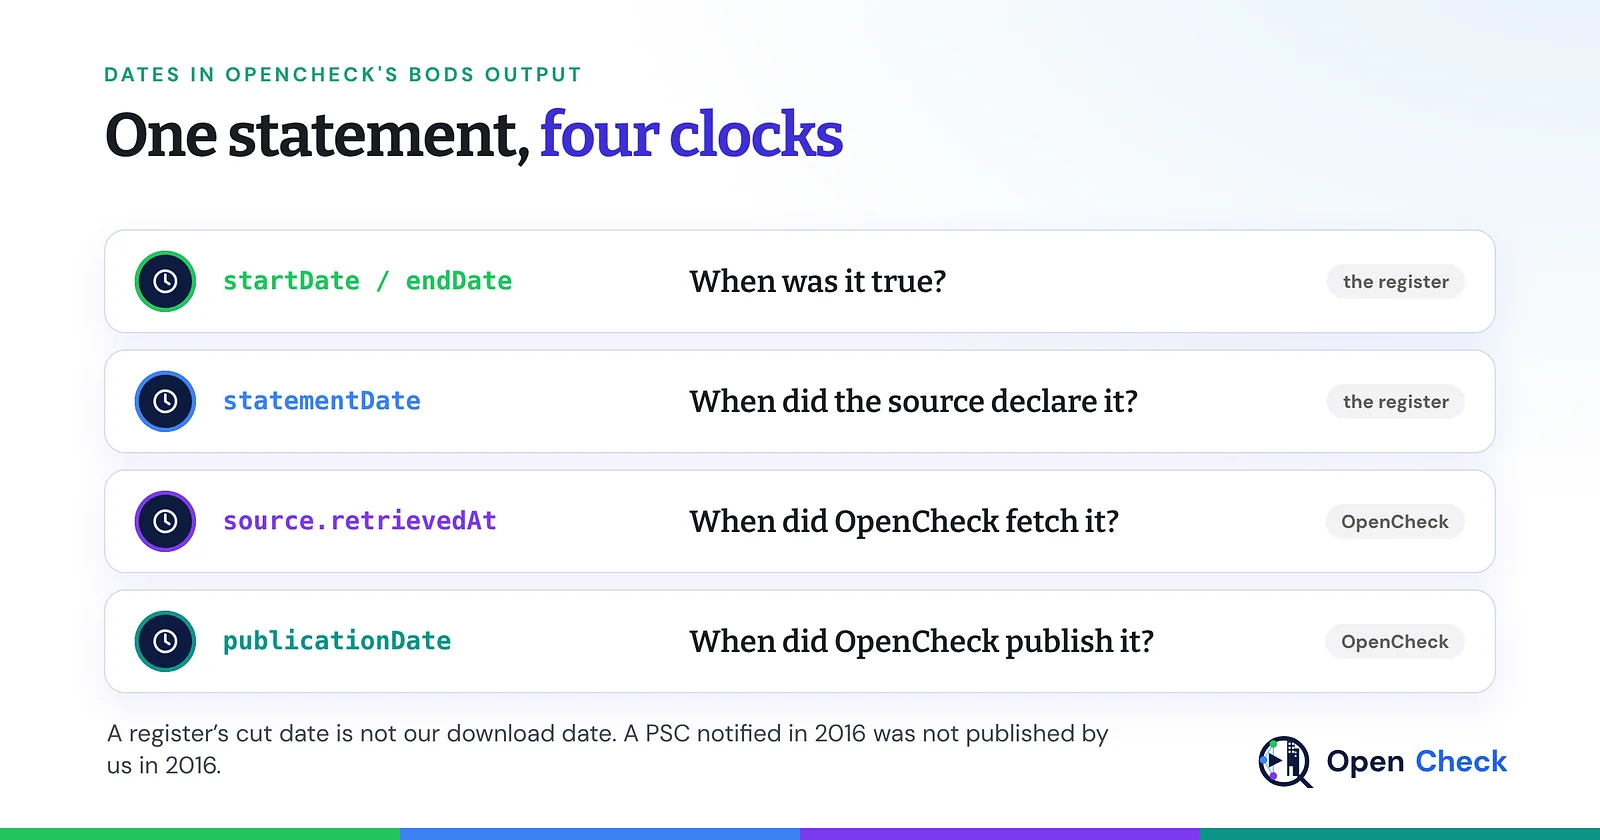 DATES IN OPENCHECK'S BODS OUTPUT
One statement, four clocks
startDate / endDate
When was it true?
the register
statementDate
When did the source declare it?
the register
source.retrievedAt
When did OpenCheck fetch it?
OpenCheck
publicationDate
When did OpenCheck publish it?
OpenCheck
A register’s cut date is not our download date. A PSC notified in 2016 was not published by
us in 2016.
Open Check